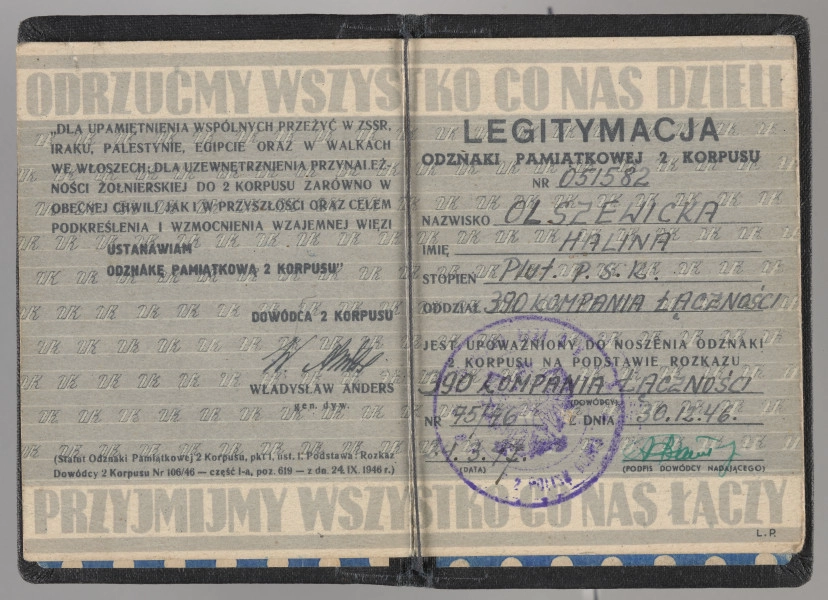 ODRZUĆMY WSZYSTKO CO NAS DZIELI
„DLA UPAMIĘTNIENIA WSPÓLNYCH PRZEŻYĆ W ZSSR,
IRAKU, PALESTYNIE, EGIPCIE ORAZ W WALKACH
WE WŁOSZECH; DLA UZEWNĘTRZNIENIA PRZYNALEŻ-
NOŚCI ŻOŁNIERSKIEJ DO 2 KORPUSU ZARÓWNO W
OBECNEJ CHWILI JAK I W PRZYSZŁOŚCI ORAZ CELEM
PODKREŚLENIA I WZMOCNIENIA WZAJEMNEJ WIĘZI
USTANAWIAM
ODZNAKĘ PAMIĄTKOWĄ 2 KORPUSU”
DOWÓDCA 2 KORPUSU
WŁADYSŁAW ANDERS
gen. dyw.
(Statut Odznaki Pamiątkowej 2 Korpusu, pkt 1, ust. 1. Podstawa: Rozkaz
Dowódcy 2 Korpusu Nr 106/46 — część I-a, poz. 619 — z dn. 24. IX. 1946 r.)
LEGITYMACJA
ODZNAKI PAMIĄTKOWEJ 2 KORPUSU
NR 051582
NAZWISKO OLSZEWICKA
IMIĘ HALINA
STOPIEŃ Plut. P. S. K.
ODDZIAŁ 390 KOMPANIA ŁĄCZNOŚCI
JEST UPOWAŻNIONY DO NOSZENIA ODZNAKI
2 KORPUSU NA PODSTAWIE ROZKAZU
390 KOMPANIA ŁĄCZNOŚCI
(DOWÓDCY)
NR 95/46 Z DNIA 30.12.46.
1. 3.
(DATA) (PODPIS DOWÓDCY NADAJĄCEGO)
PRZYJMIJMY WSZYSTKO CO NAS ŁĄCZY
L. P.